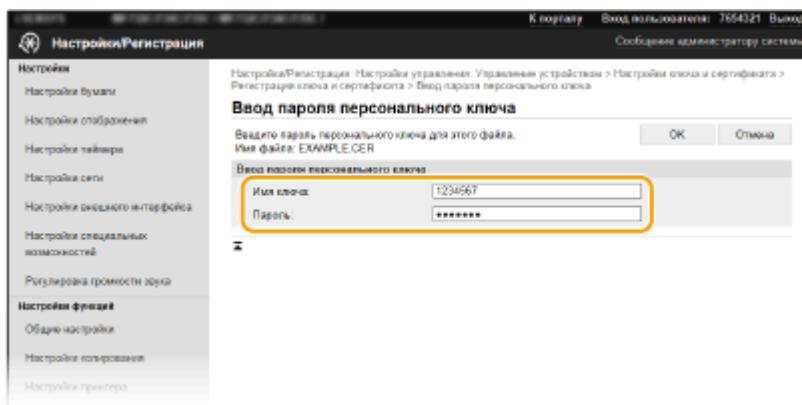 К порталу Вход пользователя: 7654321 Выход
Настройки/Регистрация
Сообщение администратору системы
Настройки
Настройки бумаги
Настройки отображения
Настройки таймера
Настройки сети
Настройки внешнего интерфейса
Настройки специальных
возможностей
Регулировка громкости звука
Настройки функций
Общие настройки
Настройки копирования
Настройки принтера
Настройки/Регистрация: Настройки управления: Управление устройством > Настройки ключа и сертификата >
Регистрация ключа и сертификата > Ввод пароля персонального ключа
Ввод пароля персонального ключа
Введите пароль персонального ключа для этого файла.
Имя файла: EXAMPLE.CER
OK Отмена
Ввод пароля персонального ключа
Имя ключа: 1234567
Пароль: •••••••